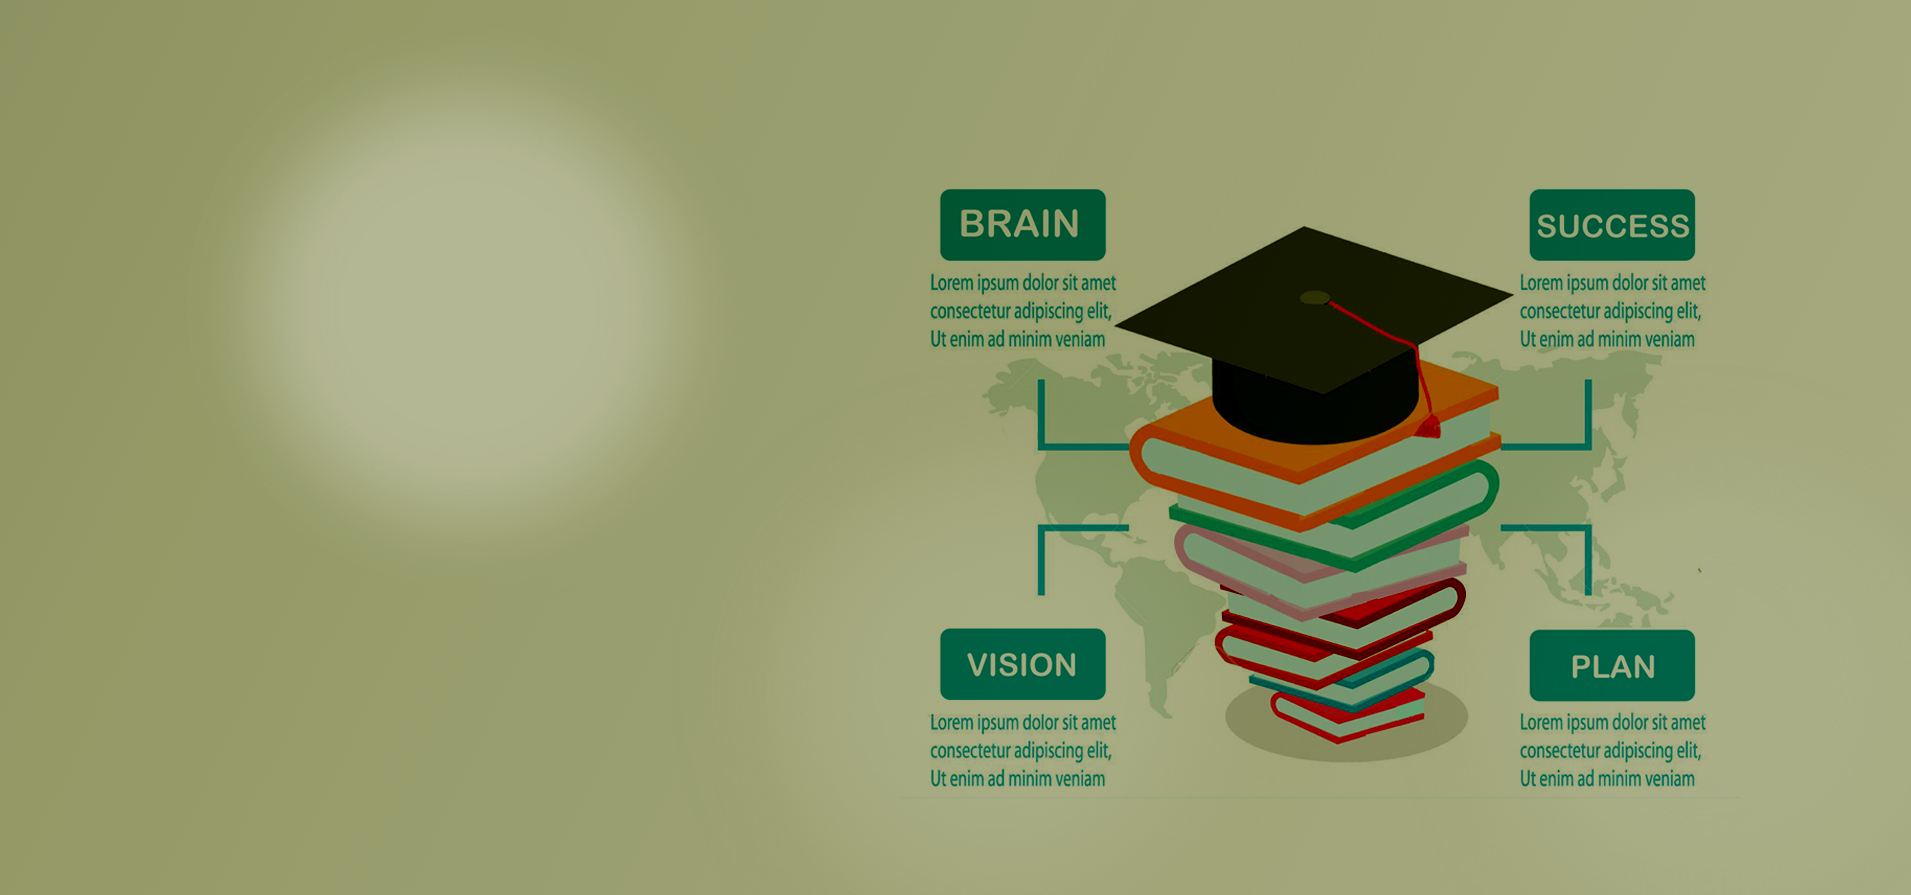 BRAIN
Lorem ipsum dolor sit amet
consectetur adipiscing elit,
Ut enim ad minim veniam
SUCCESS
Lorem ipsum dolor sit amet
consectetur adipiscing elit,
Ut enim ad minim veniam
VISION
Lorem ipsum dolor sit amet
consectetur adipiscing elit,
Ut enim ad minim veniam
PLAN
Lorem ipsum dolor sit amet
consectetur adipiscing elit,
Ut enim ad minim veniam